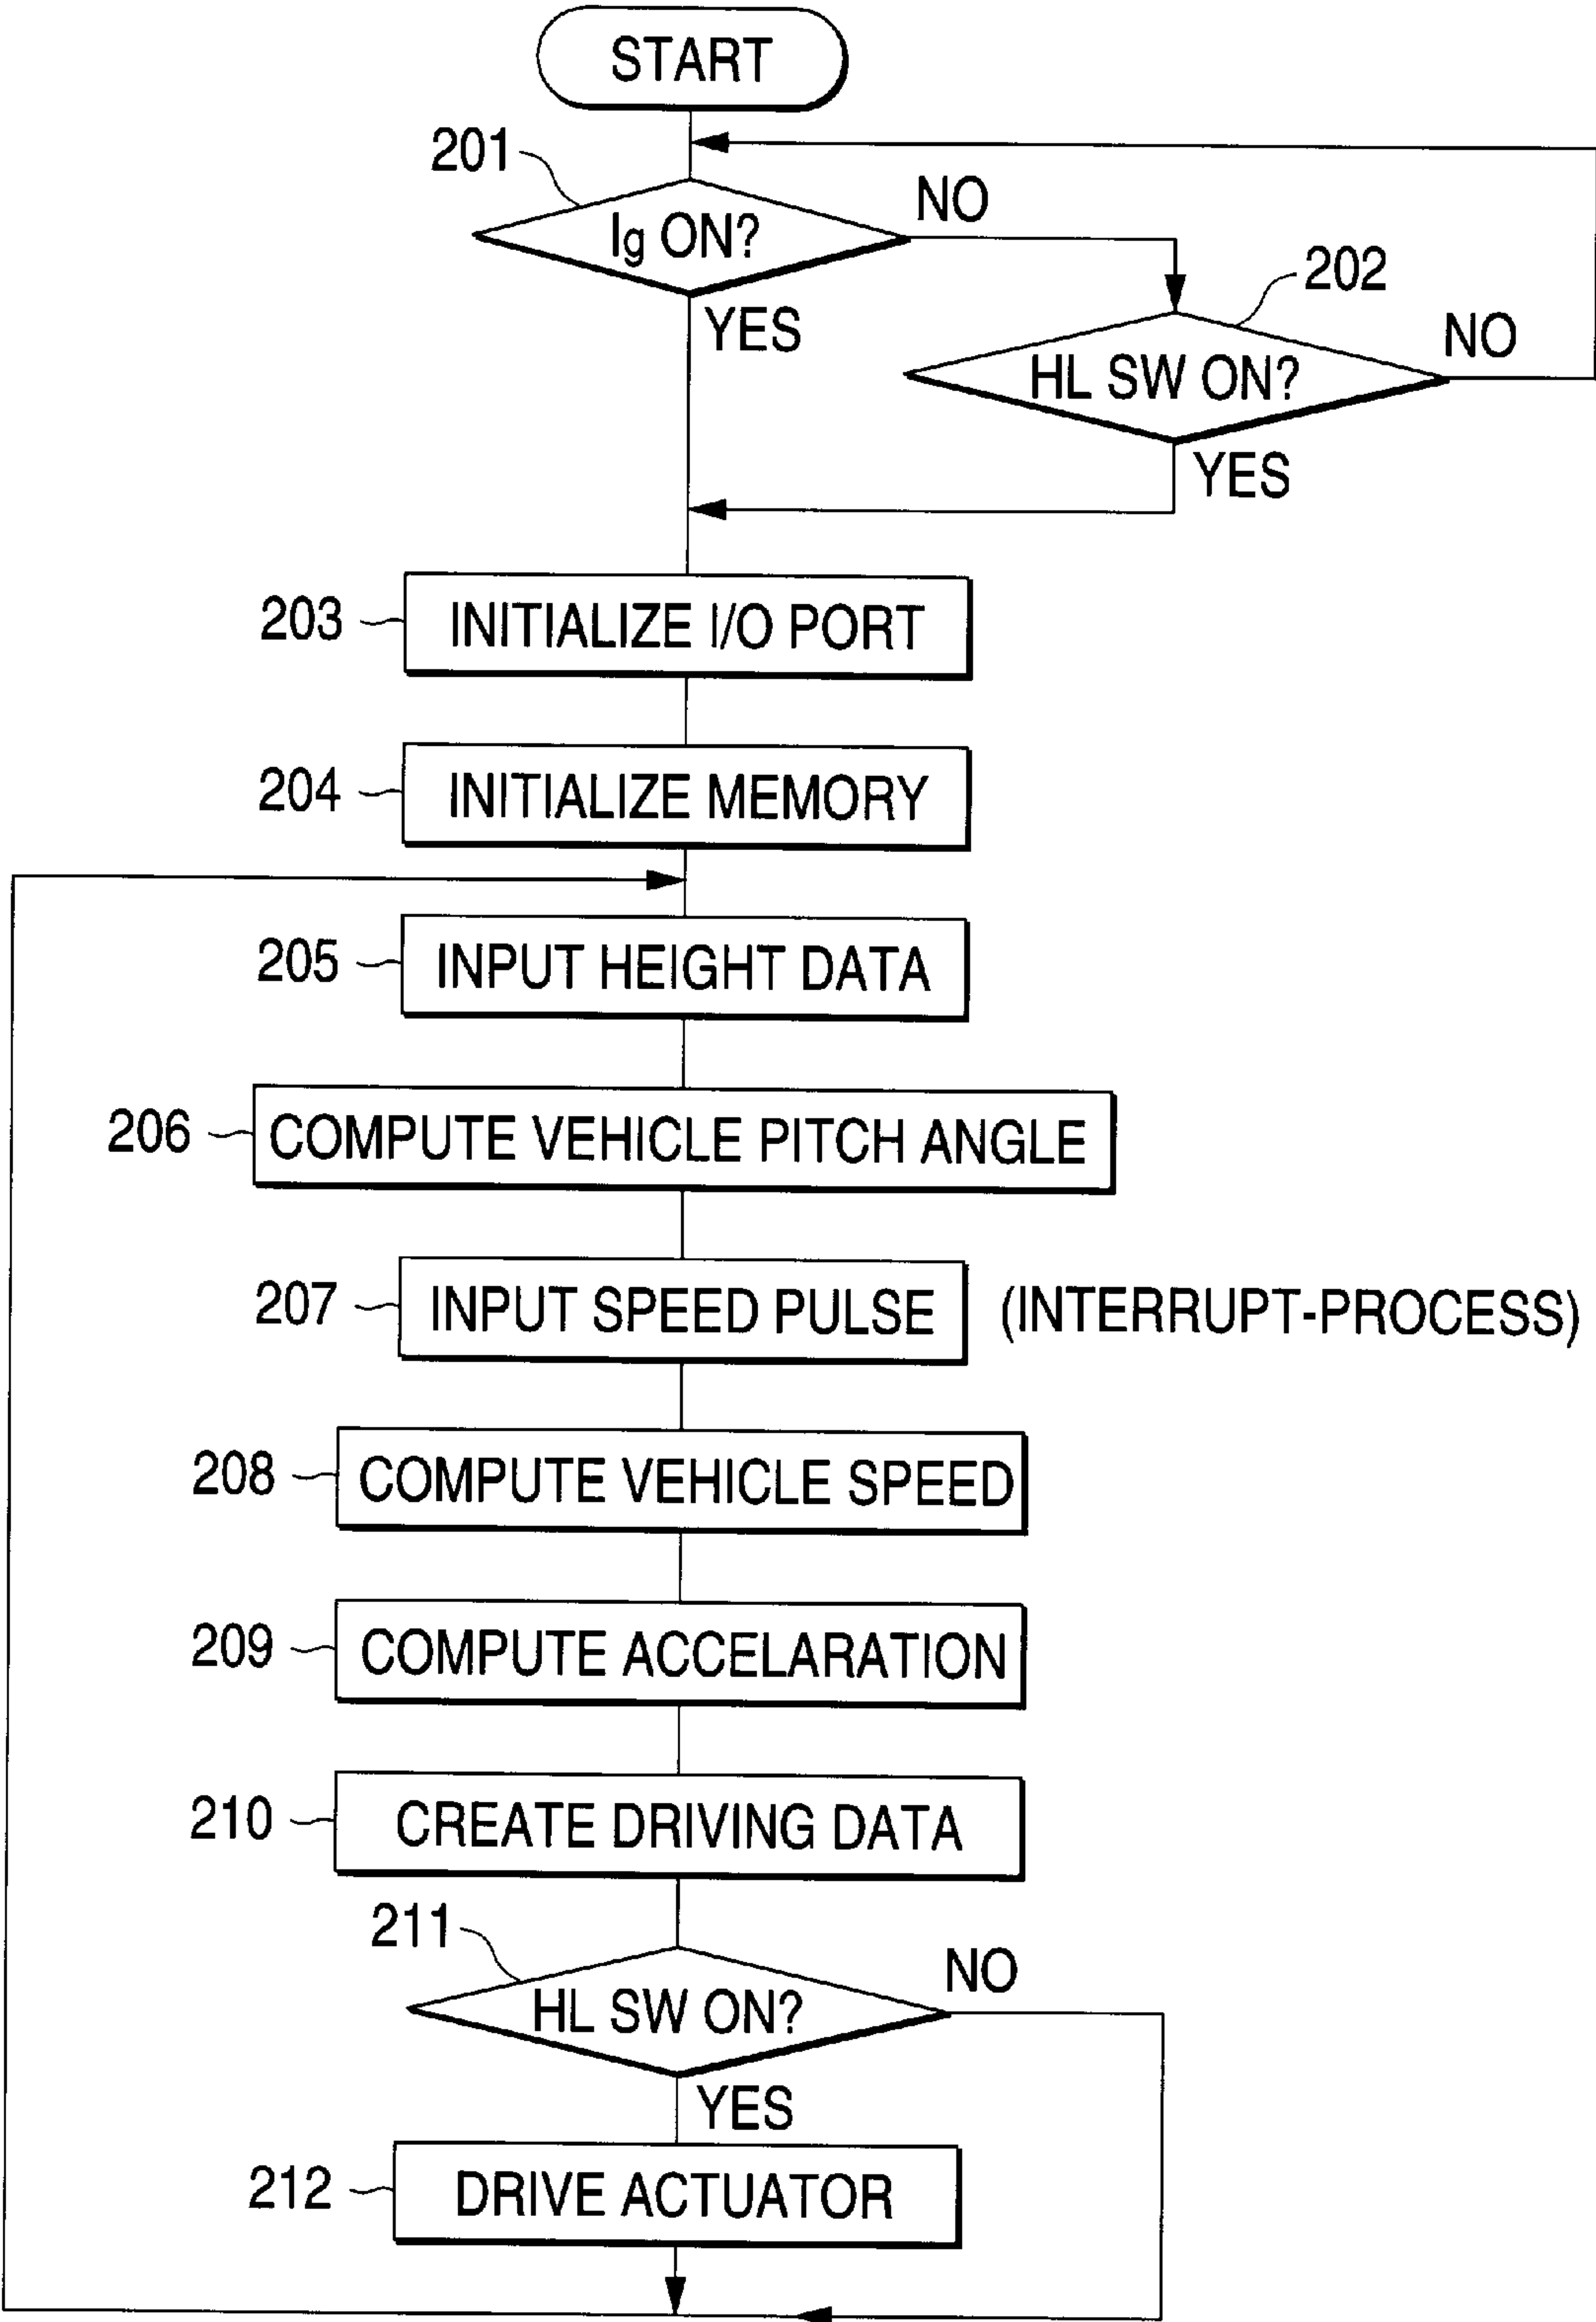 START
201
Ig ON?
NO
202
YES
HL SW ON?
NO
YES
203
INITIALIZE I/O PORT
204
INITIALIZE MEMORY
205
INPUT HEIGHT DATA
206
COMPUTE VEHICLE PITCH ANGLE
207
INPUT SPEED PULSE
(INTERRUPT-PROCESS)
208
COMPUTE VEHICLE SPEED
209
COMPUTE ACCELARATION
210
CREATE DRIVING DATA
211
HL SW ON?
NO
YES
212
DRIVE ACTUATOR